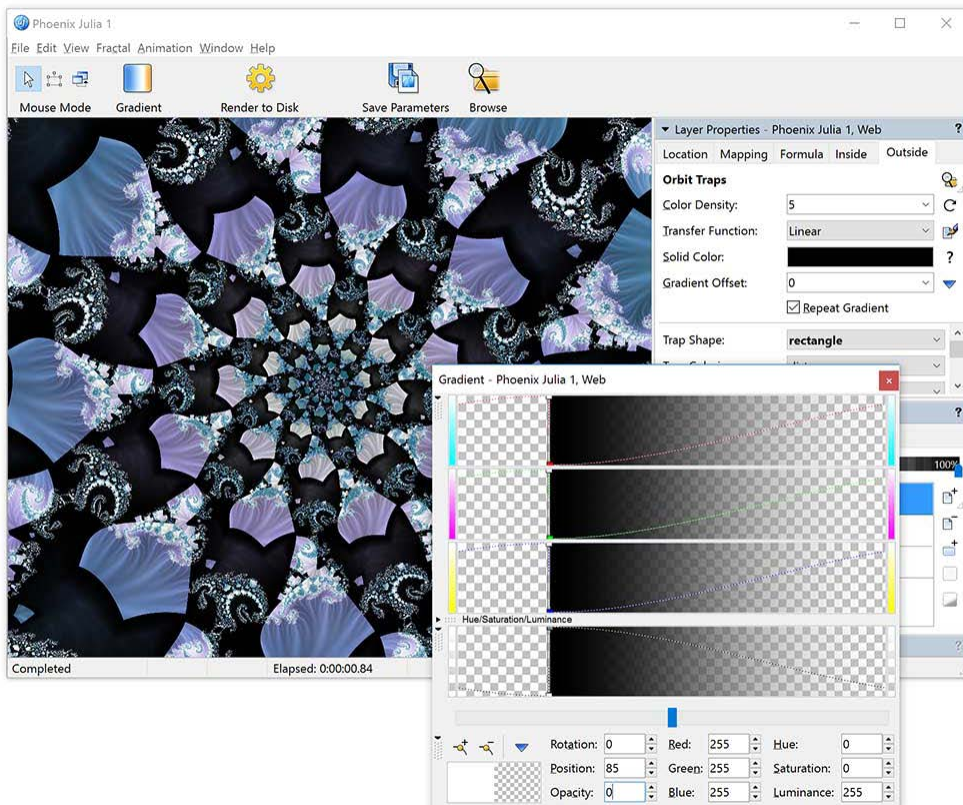 Phoenix Julia 1
File Edit View Fractal Animation Window Help
Mouse Mode Gradient Render to Disk Save Parameters Browse
Layer Properties - Phoenix Julia 1, Web ?
Location Mapping Formula Inside Outside
Orbit Traps
Color Density: 5
Transfer Function: Linear
Solid Color: ?
Gradient Offset: 0
Repeat Gradient
Trap Shape: rectangle
Gradient - Phoenix Julia 1, Web
?
100%
Hue/Saturation/Luminance
?
Completed Elapsed: 0:00:00.84
Rotation: 0 Red: 255 Hue: 0
Position: 85 Green: 255 Saturation: 0
Opacity: 0 Blue: 255 Luminance: 255